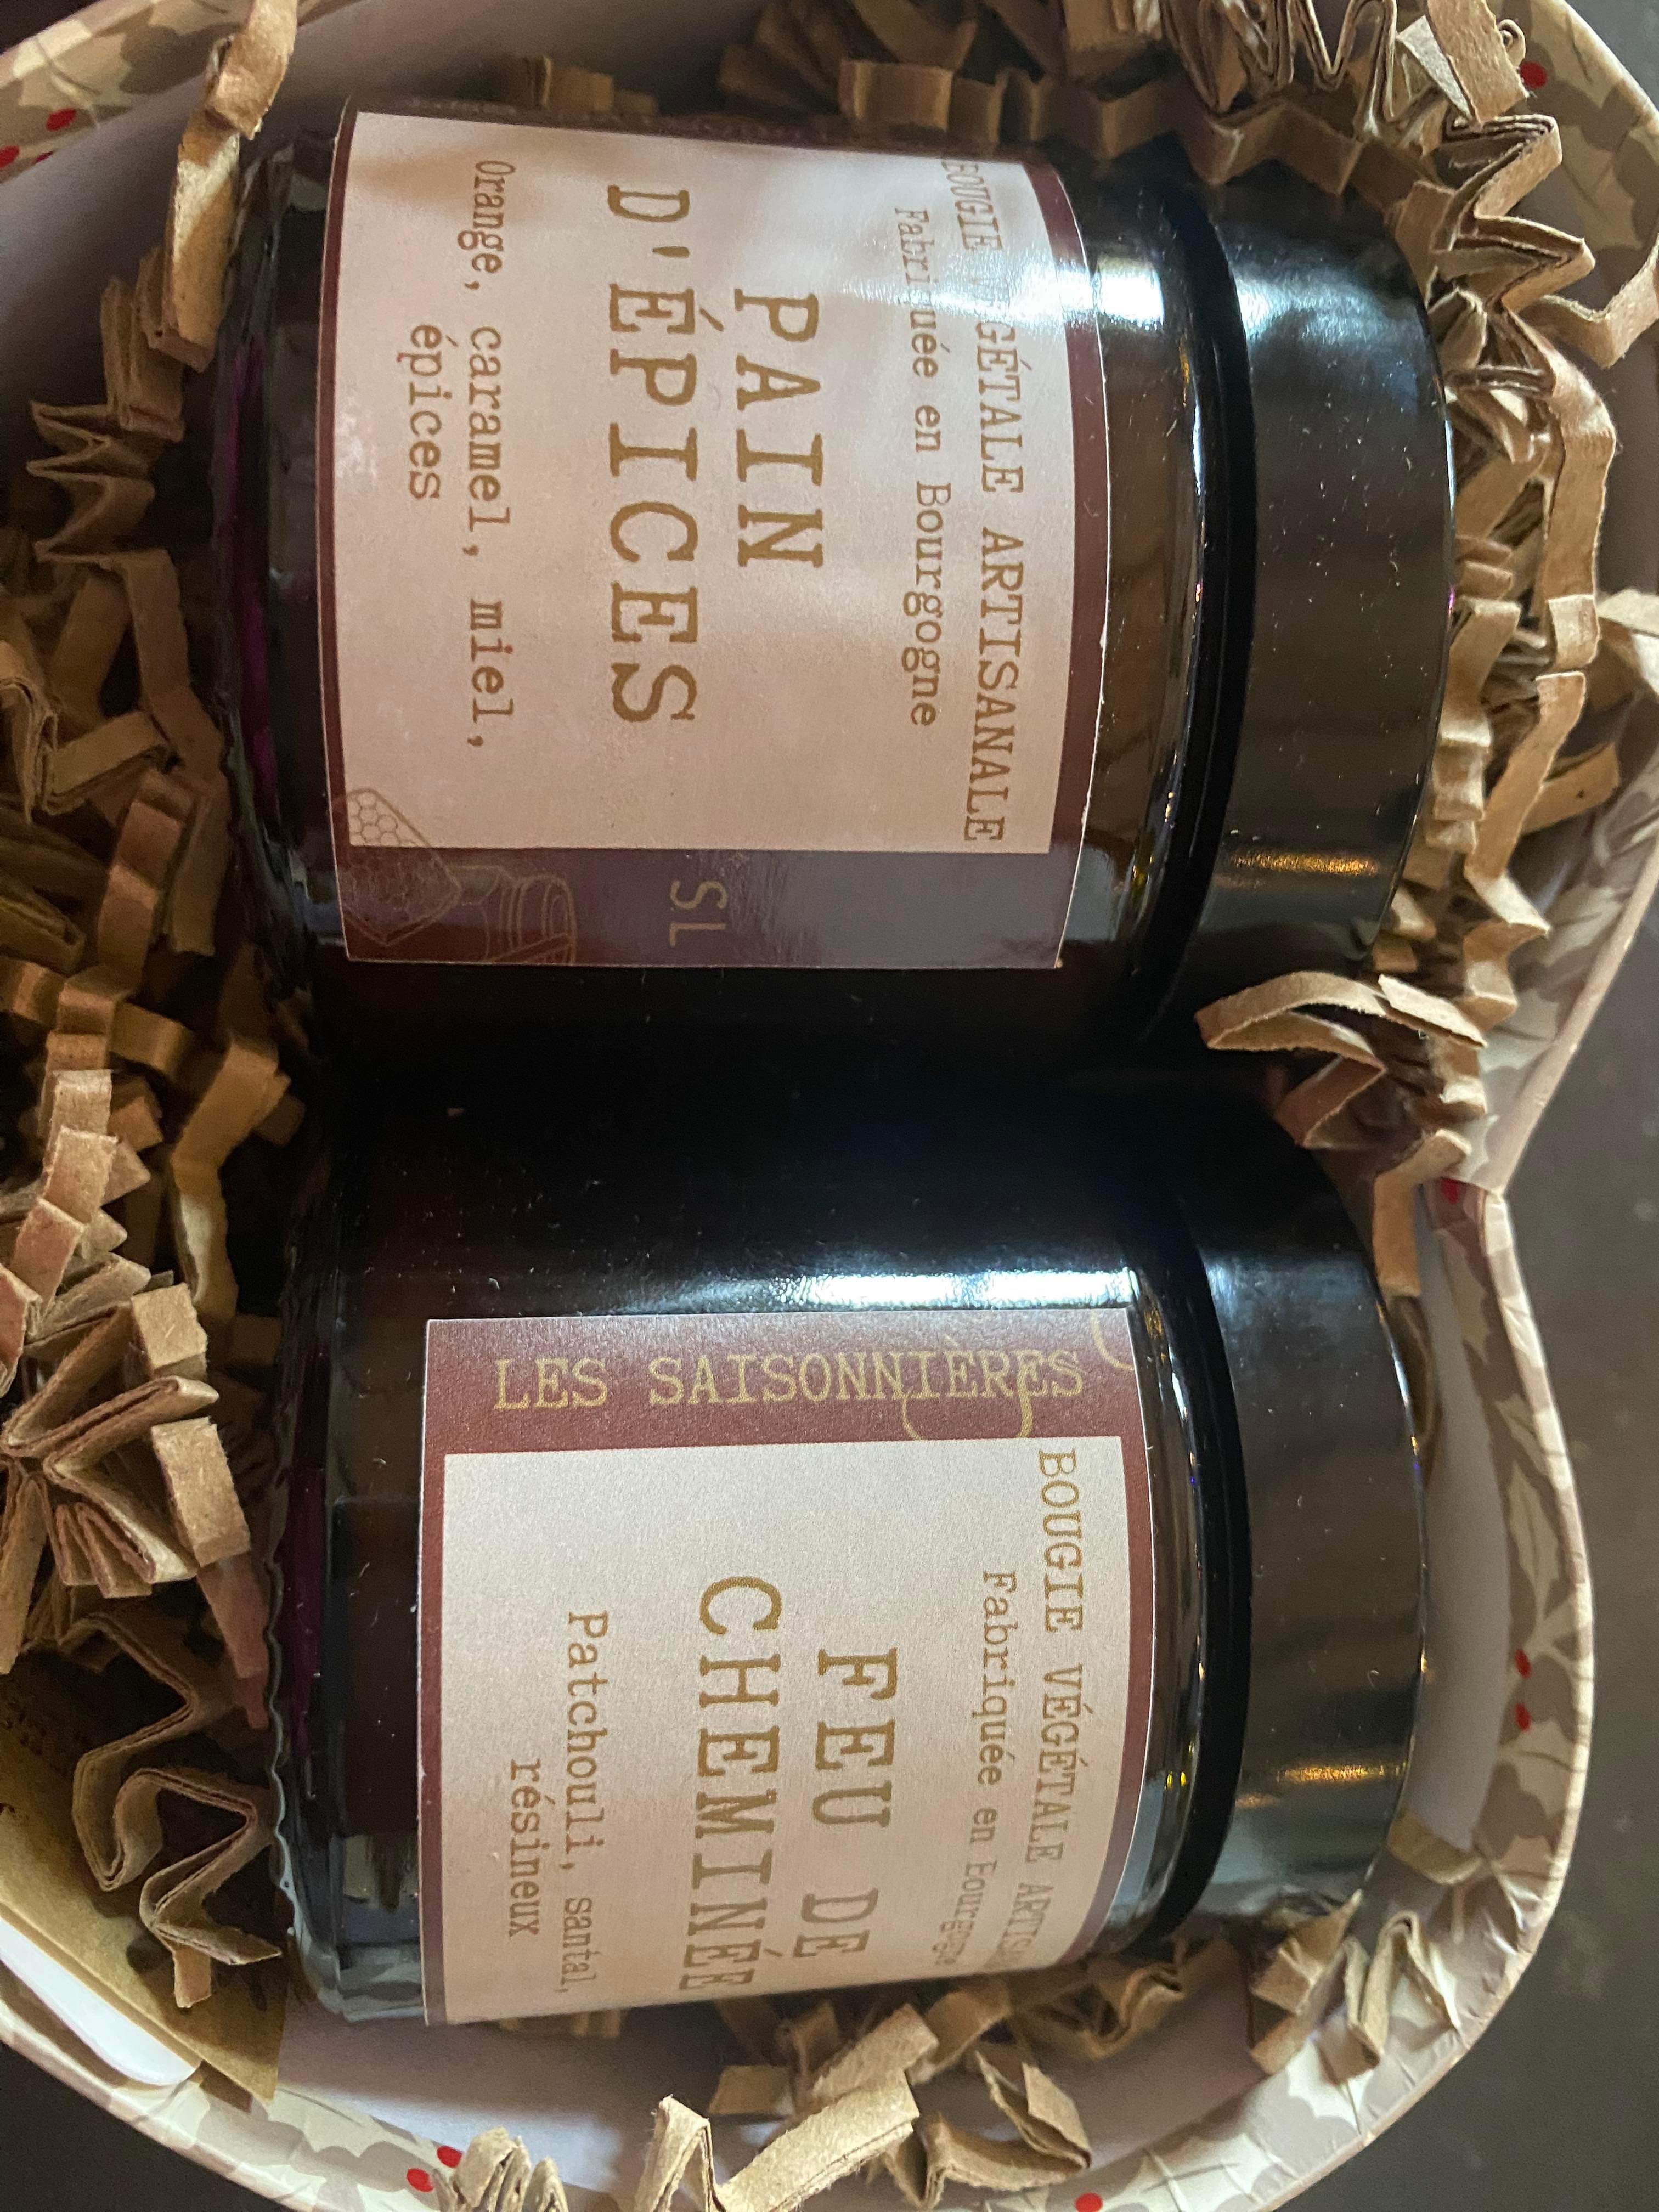 BOUGIE VÉGÉTALE ARTISANALE
Fabriquée en Bourgogne
PAIN
D'ÉPICES
Orange, caramel, miel,
épices
LES SAISONNIÈRES
BOUGIE VÉGÉTALE
Fabriquée en Bourgogne
FEU DE
CHEMINÉE
Patchouli, santal,
résineux